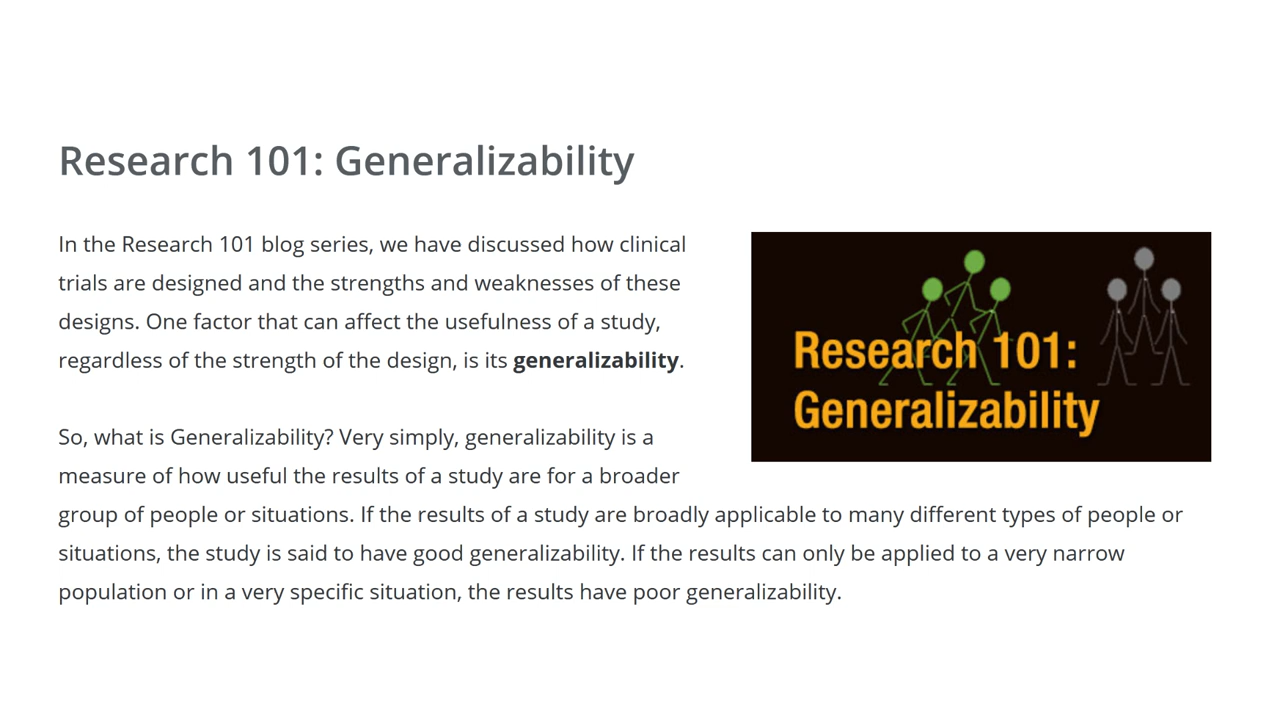 Research 101: Generalizability
In the Research 101 blog series, we have discussed how clinical
trials are designed and the strengths and weaknesses of these
designs. One factor that can affect the usefulness of a study,
regardless of the strength of the design, is its generalizability.
Research 101:
Generalizability
So, what is Generalizability? Very simply, generalizability is a
measure of how useful the results of a study are for a broader
group of people or situations. If the results of a study are broadly applicable to many different types of people or
situations, the study is said to have good generalizability. If the results can only be applied to a very narrow
population or in a very specific situation, the results have poor generalizability.